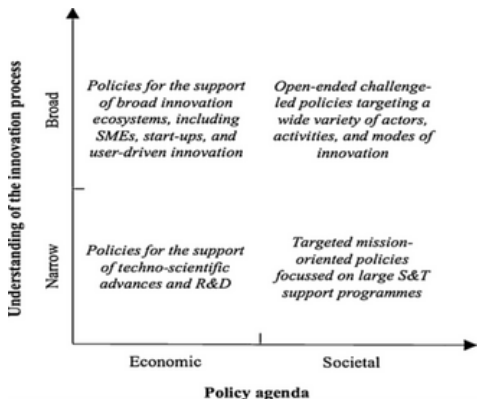 Understanding of the innovation process
Broad
Narrow
Policies for the support
of broad innovation
ecosystems, including
SMEs, start-ups, and
user-driven innovation
Open-ended challenge-
led policies targeting a
wide variety of actors,
activities, and modes of
innovation
Policies for the support
of techno-scientific
advances and R&D
Targeted mission-
oriented policies
focussed on large S&T
support programmes
Economic
Societal
Policy agenda